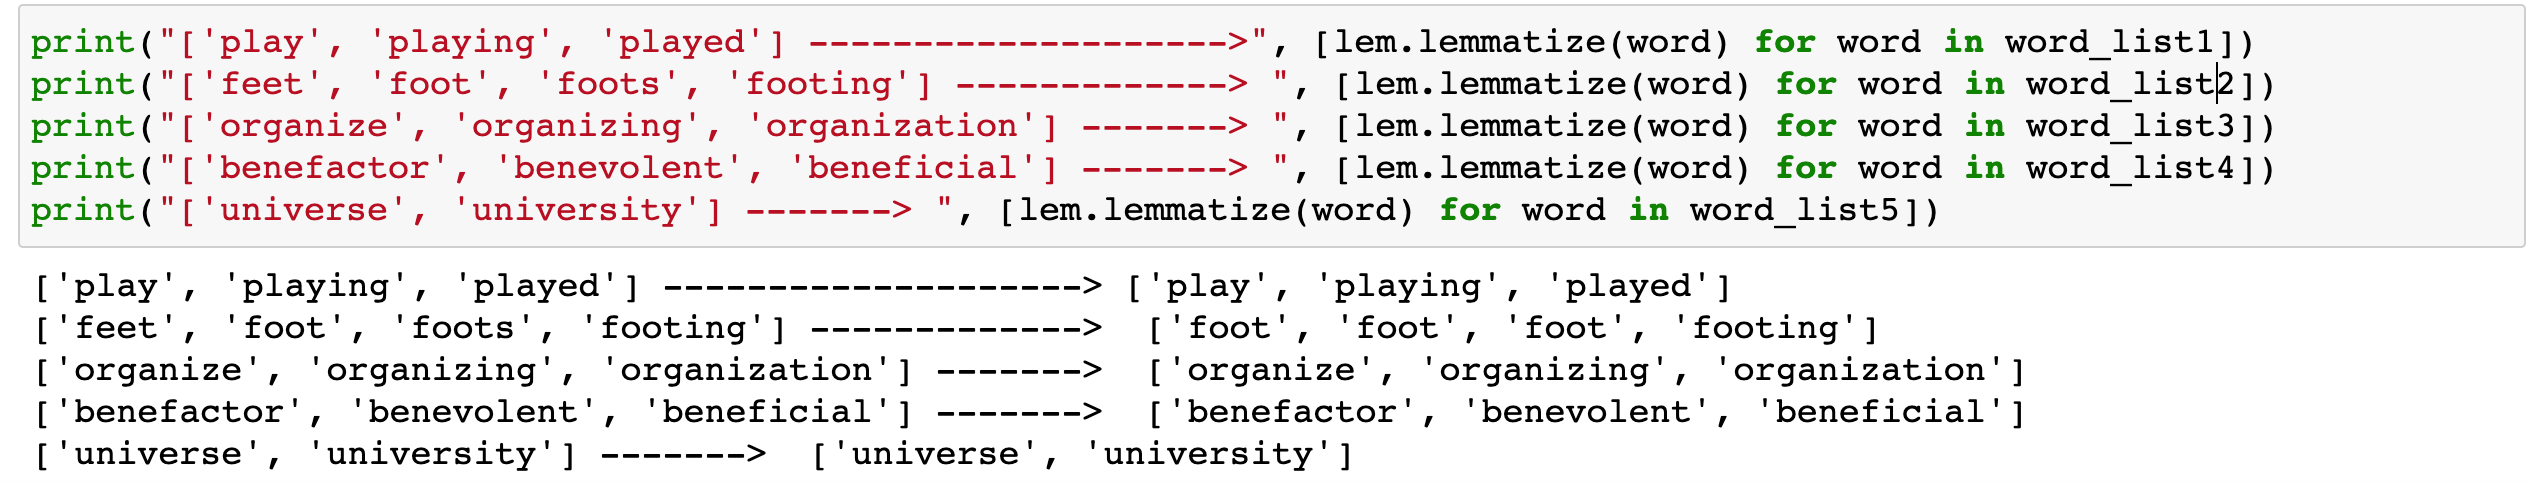 print("['play', 'playing', 'played'] -------------------->", [lem.lemmatize(word) for word in word_list1])
print("['feet', 'foot', 'foots', 'footing'] -------------> ", [lem.lemmatize(word) for word in word_list2])
print("['organize', 'organizing', 'organization'] -------> ", [lem.lemmatize(word) for word in word_list3])
print("['benefactor', 'benevolent', 'beneficial'] -------> ", [lem.lemmatize(word) for word in word_list4])
print("['universe', 'university'] -------> ", [lem.lemmatize(word) for word in word_list5])
['play', 'playing', 'played'] --------------------> ['play', 'playing', 'played']
['feet', 'foot', 'foots', 'footing'] ------------->  ['foot', 'foot', 'foot', 'footing']
['organize', 'organizing', 'organization'] ------->  ['organize', 'organizing', 'organization']
['benefactor', 'benevolent', 'beneficial'] ------->  ['benefactor', 'benevolent', 'beneficial']
['universe', 'university'] ------->  ['universe', 'university']